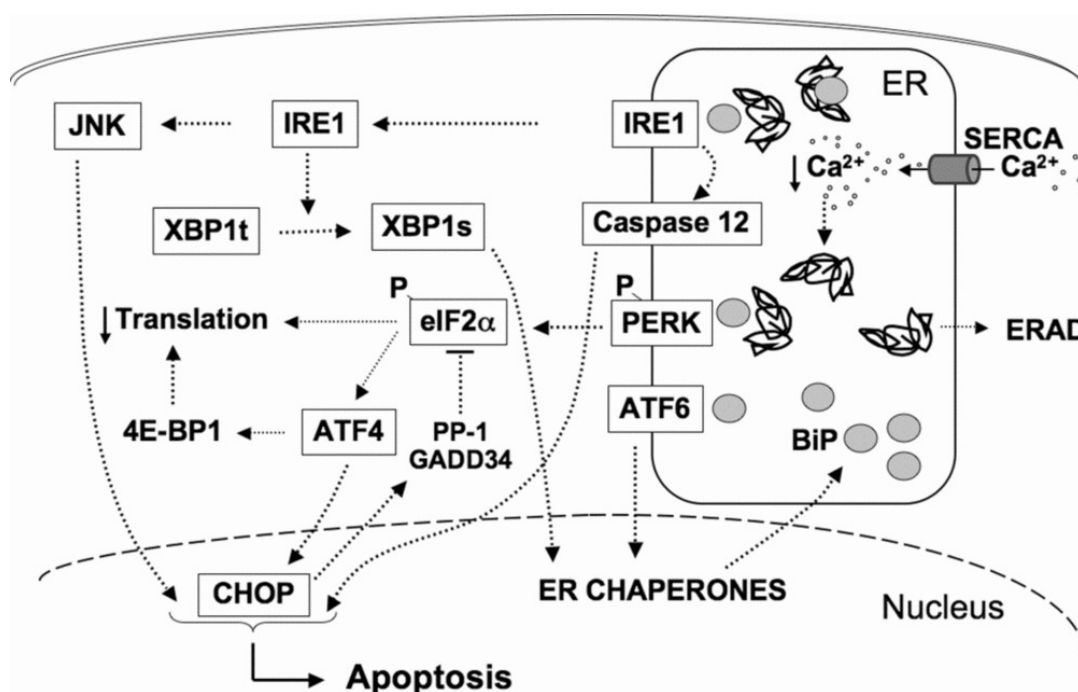 ER
JNK
IRE1
IRE1
SERCA
↓ Ca²⁺
Ca²⁺
XBP1t
XBP1s
Caspase 12
P
P
↓ Translation
eIF2α
PERK
ERAD
ATF6
4E-BP1
ATF4
PP-1
GADD34
BiP
CHOP
ER CHAPERONES
Nucleus
Apoptosis